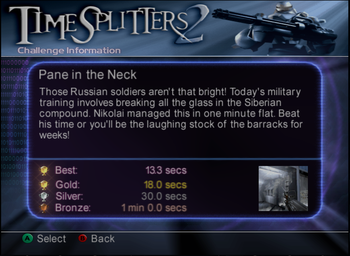 TIMESPLITTERS 2
Challenge Information
Pane in the Neck
Those Russian soldiers aren't that bright! Today's military
training involves breaking all the glass in the Siberian
compound. Nikolai managed this in one minute flat. Beat
his time or you'll be the laughing stock of the barracks for
weeks!
Best: 13.3 secs
Gold: 18.0 secs
Silver: 30.0 secs
Bronze: 1 min 0.0 secs
A Select B Back